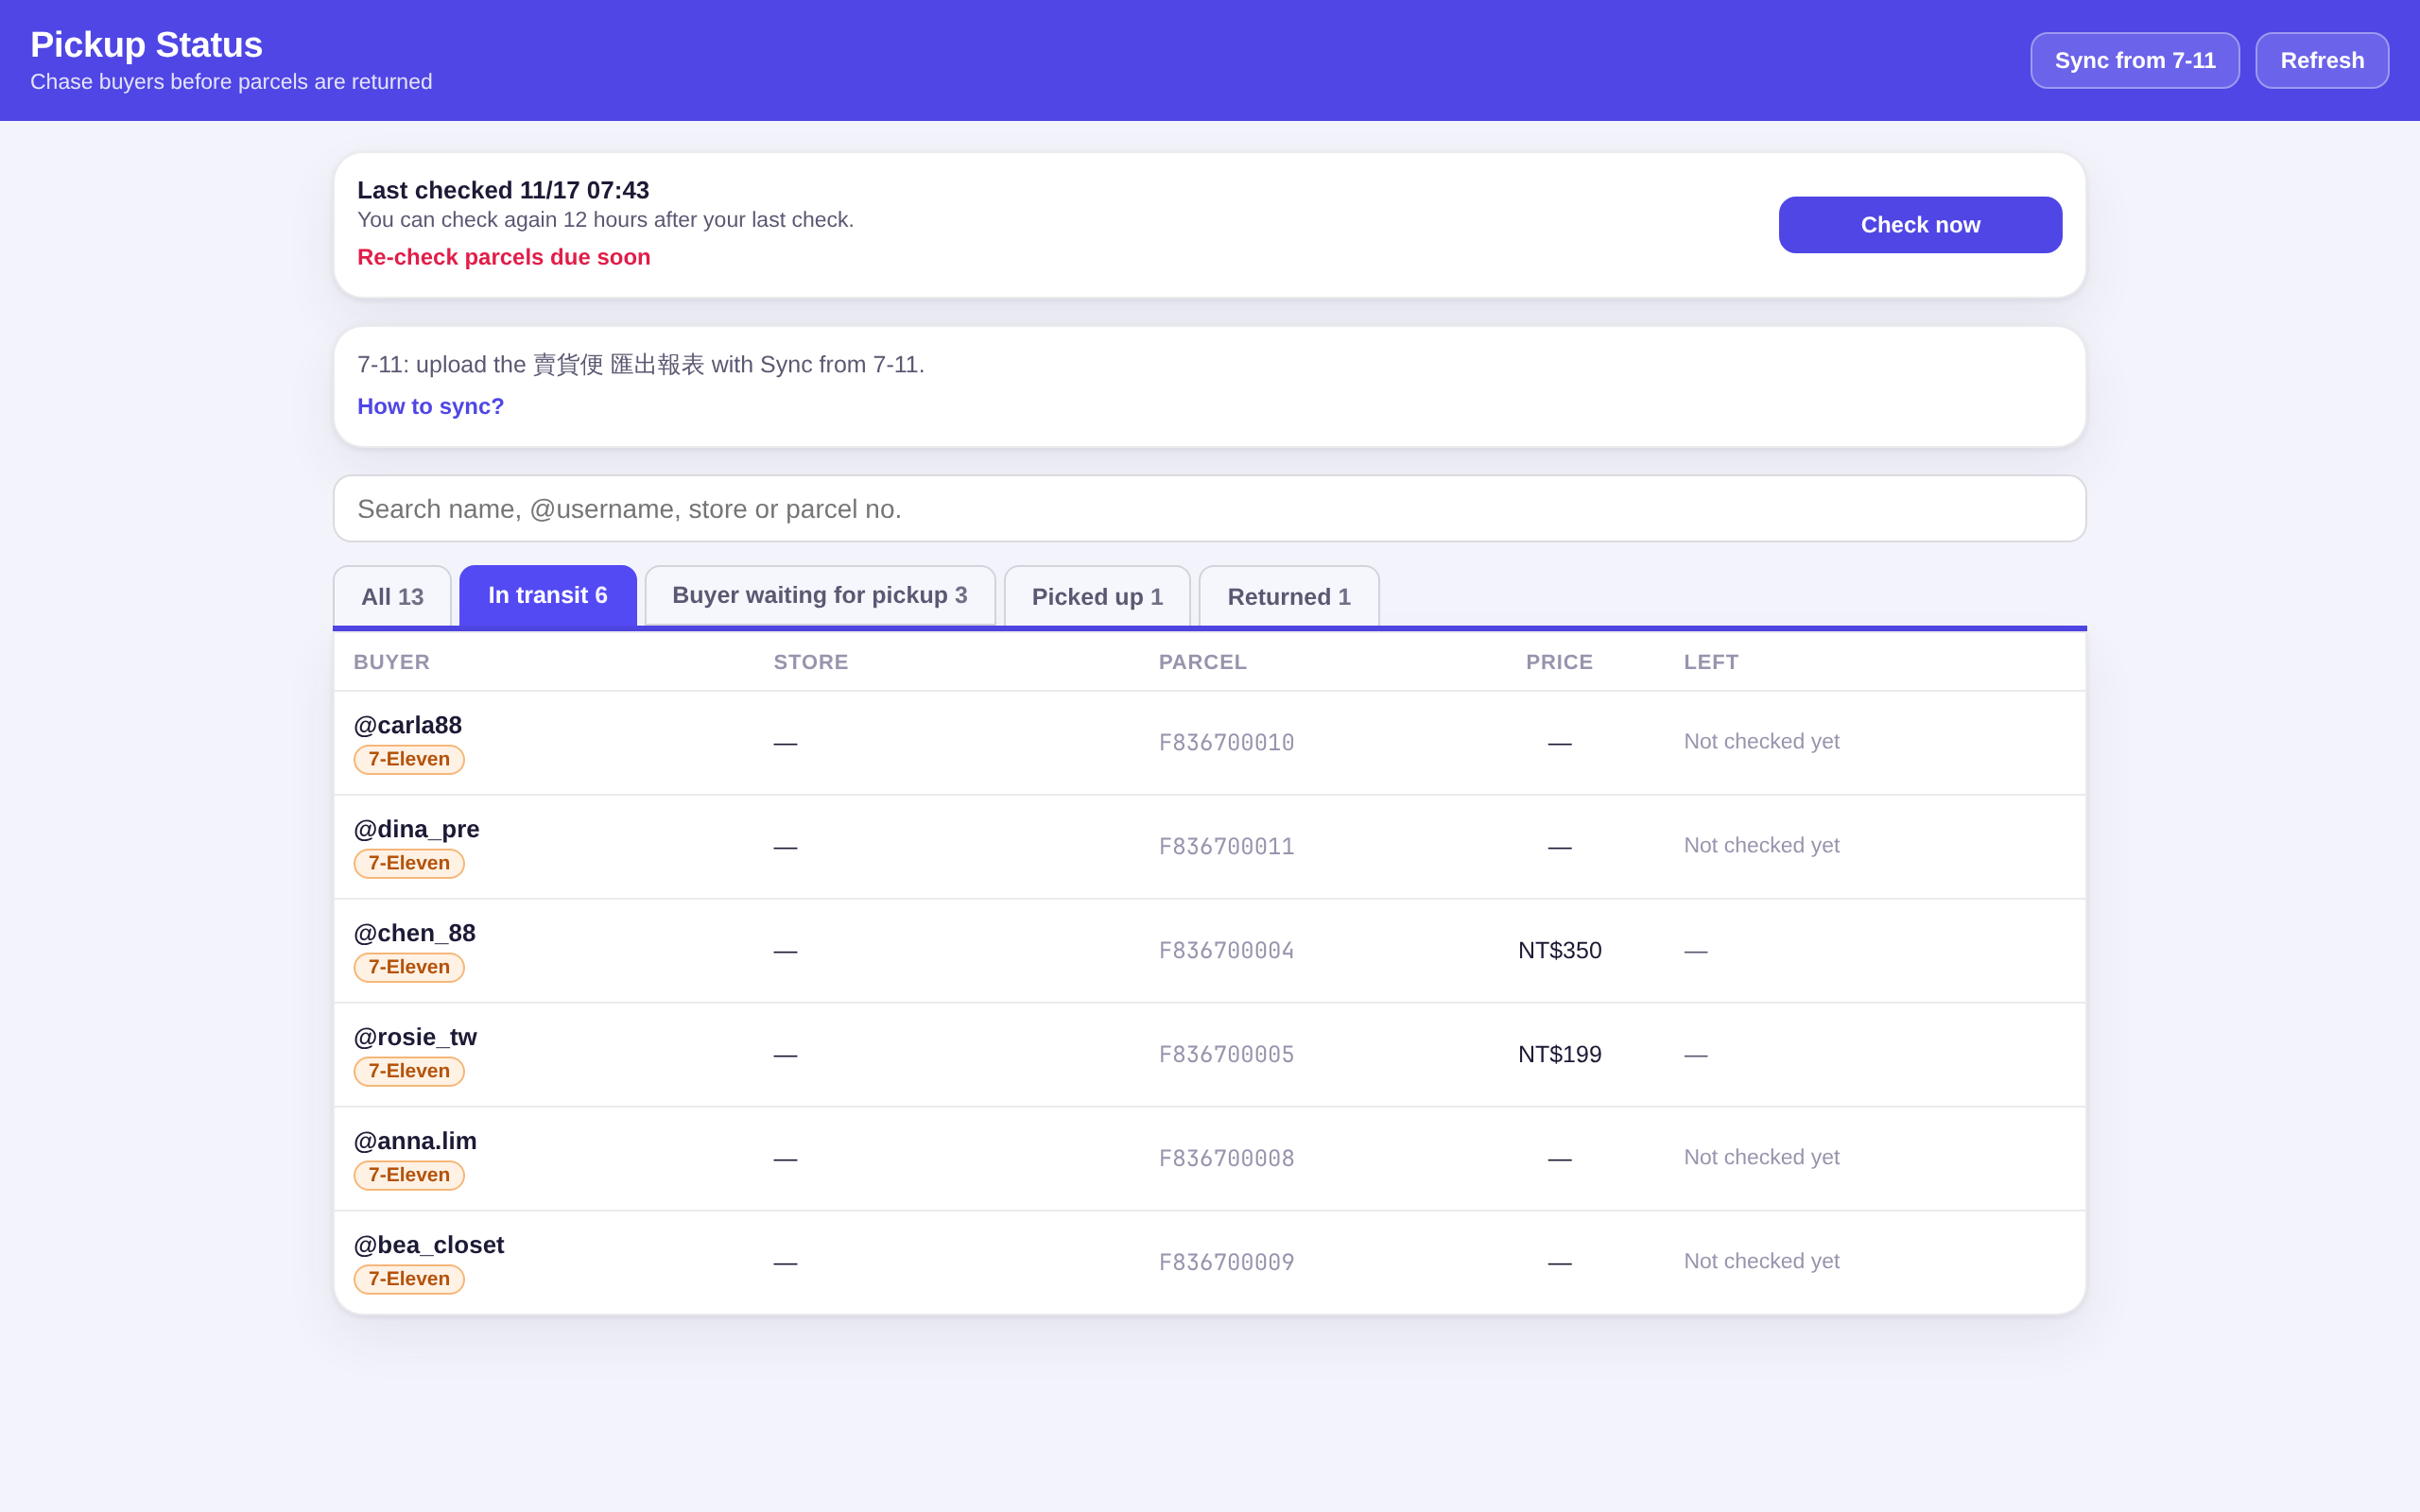 Pickup Status
Chase buyers before parcels are returned
Sync from 7-11
Refresh
Last checked 11/17 07:43
You can check again 12 hours after your last check.
Re-check parcels due soon
Check now
7-11: upload the 賣貨便 匯出報表 with Sync from 7-11.
How to sync?
Search name, @username, store or parcel no.
All 13
In transit 6
Buyer waiting for pickup 3
Picked up 1
Returned 1
BUYER STORE PARCEL PRICE LEFT
@carla88
7-Eleven
— F836700010 — Not checked yet
@dina_pre
7-Eleven
— F836700011 — Not checked yet
@chen_88
7-Eleven
— F836700004 NT$350 —
@rosie_tw
7-Eleven
— F836700005 NT$199 —
@anna.lim
7-Eleven
— F836700008 — Not checked yet
@bea_closet
7-Eleven
— F836700009 — Not checked yet